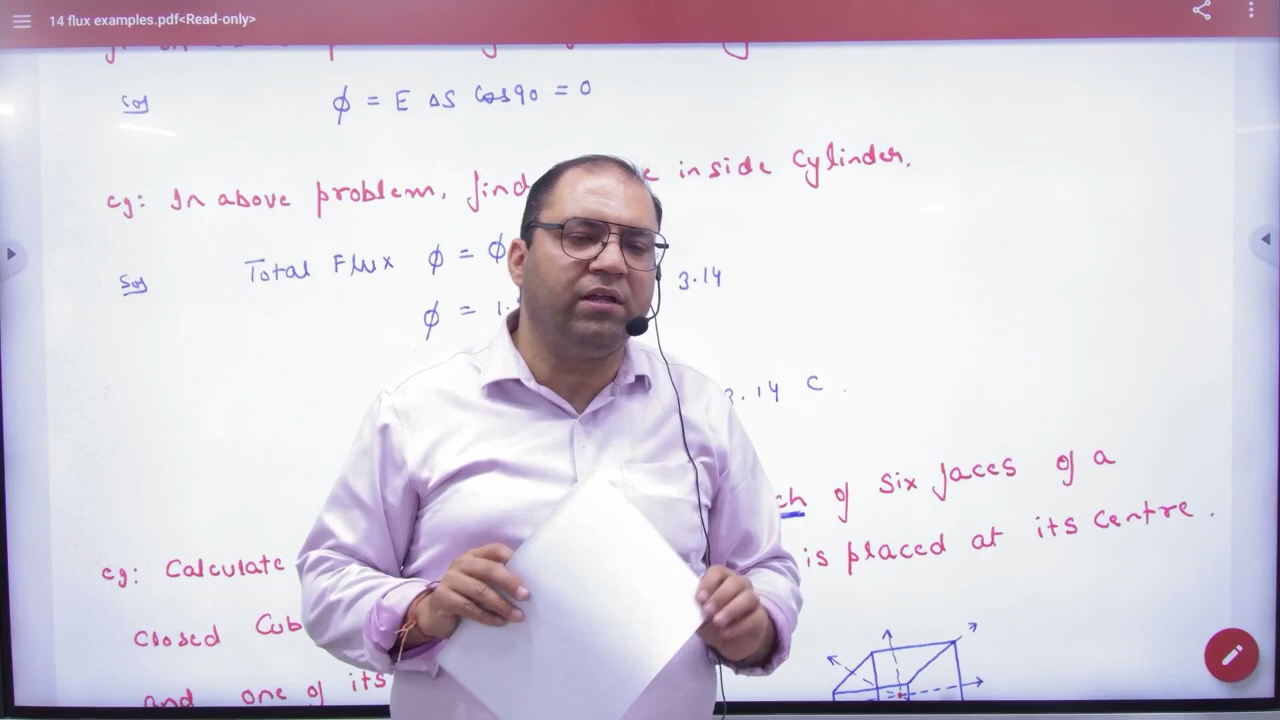 14 flux examples.pdf<Read-only>
Sol
ϕ = E ΔS Cos90 = 0
eg: In above problem, find inside Cylinder.
Sol Total Flux ϕ = ϕ 3.14
ϕ = 1.
3.14 C.
ch of six faces of a
eg: Calculate is placed at its Centre.
Closed Cub
and one of its